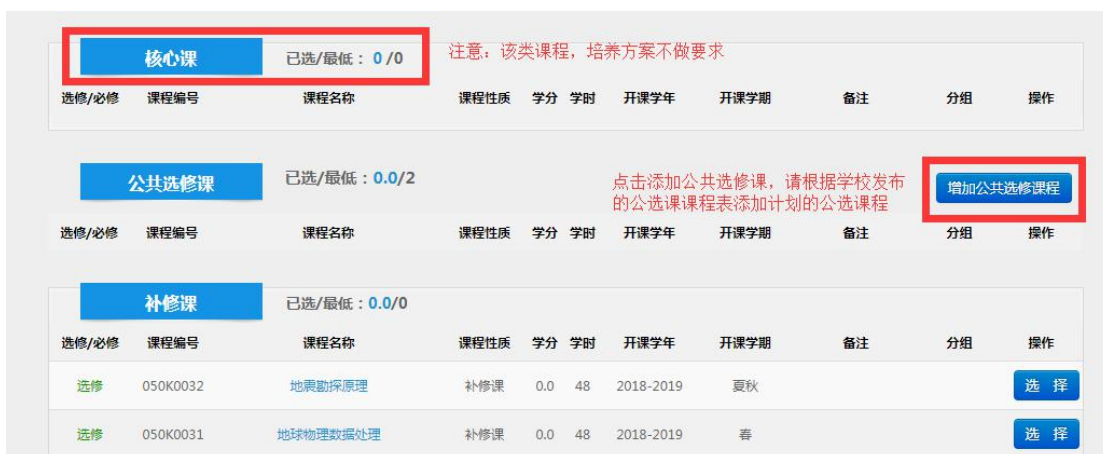 核心课 已选/最低： 0 /0 注意：该类课程，培养方案不做要求
选修/必修 课程编号 课程名称 课程性质 学分 学时 开课学年 开课学期 备注 分组 操作
公共选修课 已选/最低：0.0/2 点击添加公共选修课，请根据学校发布 增加公共选修课程
的公选课课程表添加计划的公选课程
选修/必修 课程编号 课程名称 课程性质 学分 学时 开课学年 开课学期 备注 分组 操作
补修课 已选/最低：0.0/0
选修/必修 课程编号 课程名称 课程性质 学分 学时 开课学年 开课学期 备注 分组 操作
选修 050K0032 地震勘探原理 补修课 0.0 48 2018-2019 夏秋 选 择
选修 050K0031 地球物理数据处理 补修课 0.0 48 2018-2019 春 选 择